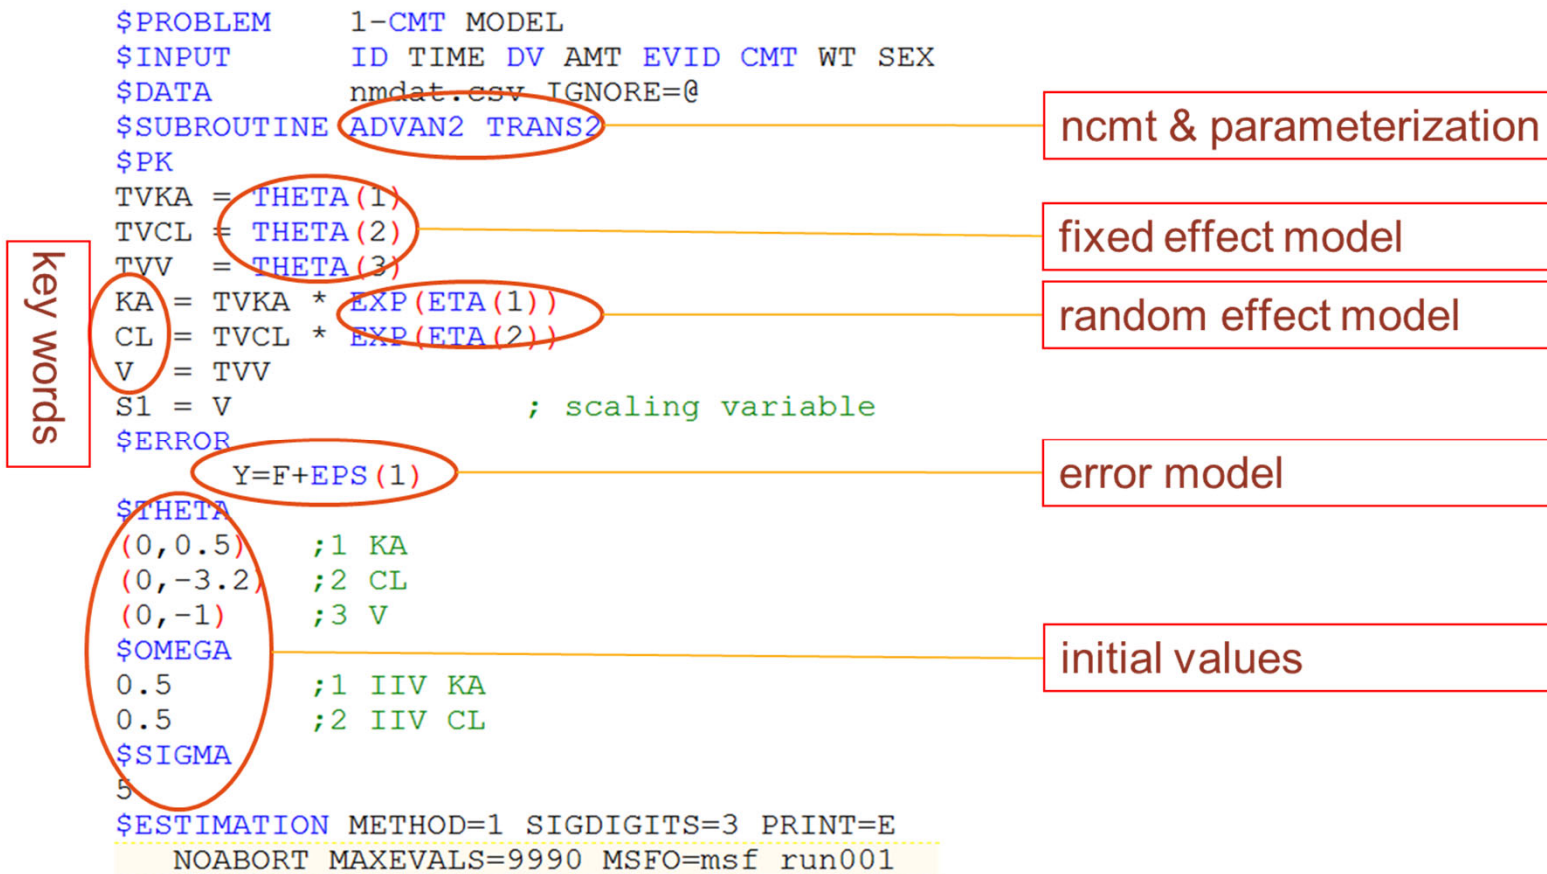 $PROBLEM 1-CMT MODEL
$INPUT ID TIME DV AMT EVID CMT WT SEX
$DATA nmdat.csv IGNORE=@
$SUBROUTINE ADVAN2 TRANS2
ncmt & parameterization
$PK
TVKA = THETA(1)
TVCL = THETA(2)
fixed effect model
TVV = THETA(3)
key words
KA = TVKA * EXP(ETA(1))
random effect model
CL = TVCL * EXP(ETA(2))
V = TVV
S1 = V ; scaling variable
$ERROR
Y=F+EPS(1)
error model
$THETA
(0,0.5) ;1 KA
(0,-3.2) ;2 CL
(0,-1) ;3 V
$OMEGA
initial values
0.5 ;1 IIV KA
0.5 ;2 IIV CL
$SIGMA
5
$ESTIMATION METHOD=1 SIGDIGITS=3 PRINT=E
NOABORT MAXEVALS=9990 MSFO=msf run001